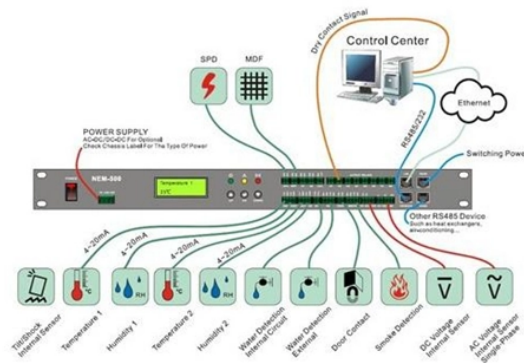 Dry Contact Signal
Control Center
SPD
MDF
Ethernet
RS485/232
POWER SUPPLY
AC-DC/DC-DC For Optional
Check Chassis Label For The Type Of Power
Switching Power
NEM-000
Temperature 1
Other RS485 Device
Such as heat exchangers,
airconditioning...
4~20mA
4~20mA
4~20mA
4~20mA
°C
RH
°C
RH
V
V
Tilt/Shock
Internal Sensor
Temperature 1
Humidity 1
Temperature 2
Humidity 2
Water Detection
Internal Circuit
Water Detection
External
Door Contact
Smoke Detection
DC Voltage
Internal Sensor
AC Voltage
Internal Sensor
Single-Phase